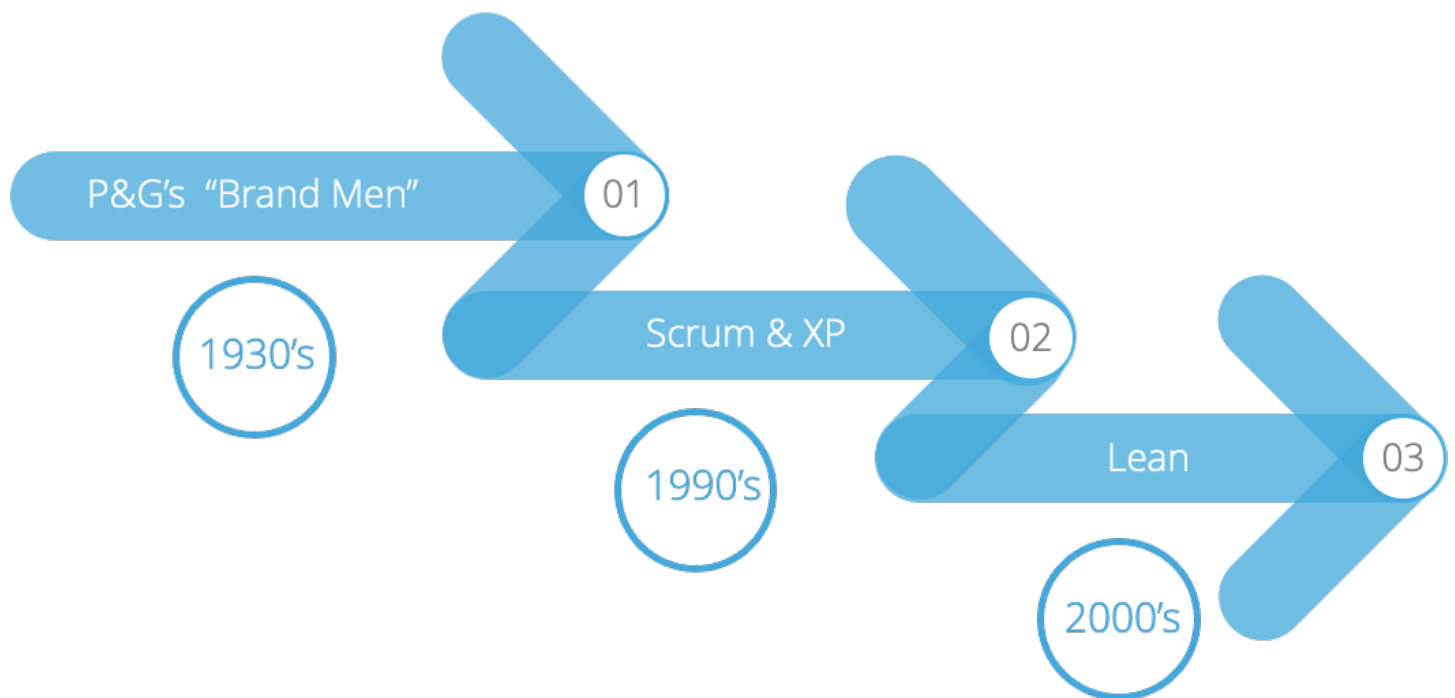 P&G’s  “Brand Men”
01
1930’s
Scrum & XP
02
1990’s
Lean
03
2000’s